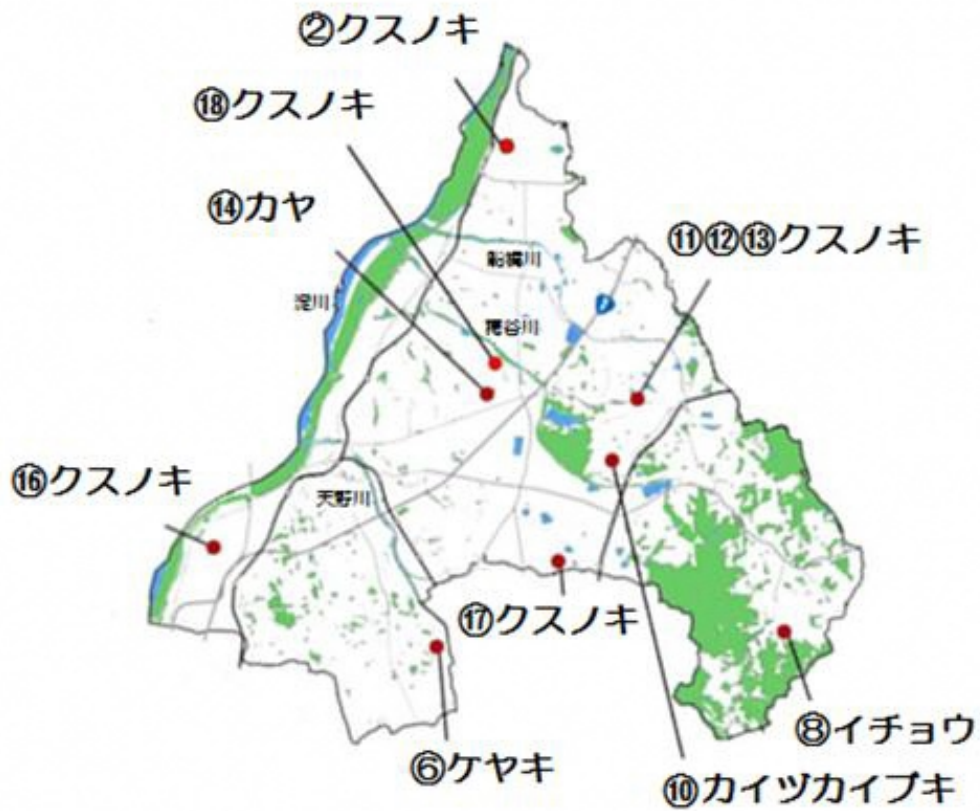 ②クスノキ
⑱クスノキ
⑭カヤ
⑪⑫⑬クスノキ
船橋川
淀川
穂谷川
⑯クスノキ
天野川
⑰クスノキ
⑧イチョウ
⑥ケヤキ
⑩カイヅカイブキ